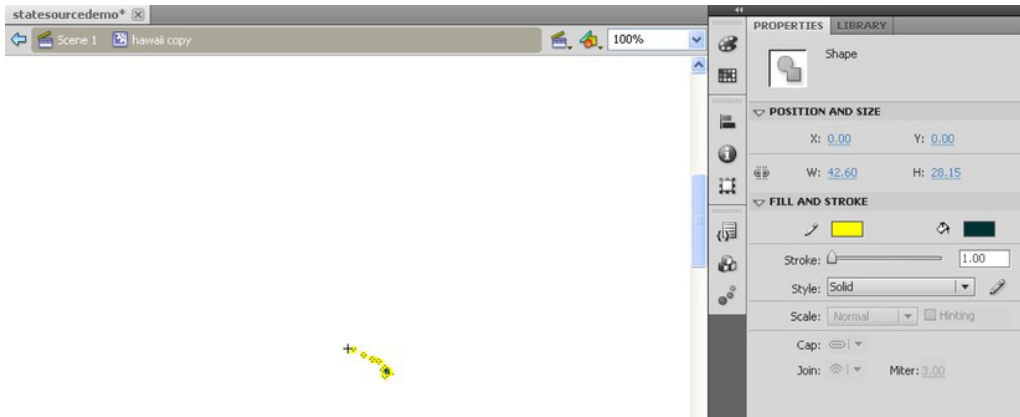 statesourcedemo*
Scene 1 hawaii copy 100%
PROPERTIES LIBRARY
Shape
POSITION AND SIZE
X: 0.00 Y: 0.00
W: 42.60 H: 28.15
FILL AND STROKE
Stroke: 1.00
Style: Solid
Scale: Normal Hinting
Cap:
Join: Miter: 3.00